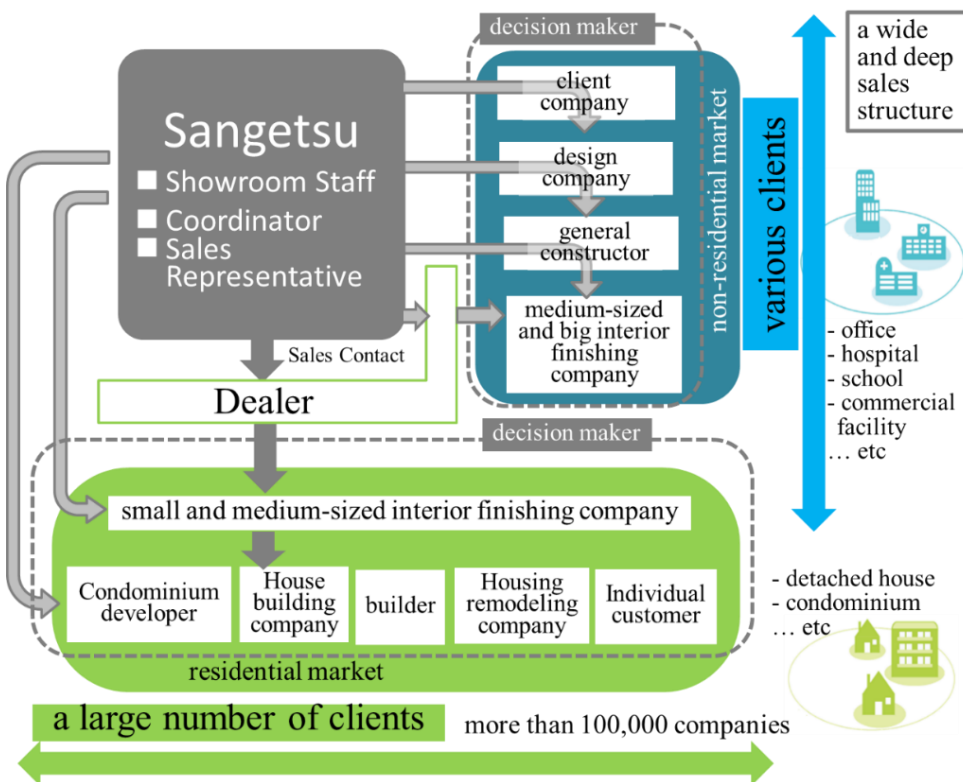 decision maker
a wide
and deep
sales
structure
client
company
design
company
general
constructor
medium-sized
and big interior
finishing
company
non-residential market
various clients
Sangetsu
Showroom Staff
Coordinator
Sales
Representative
Sales Contact
Dealer
- office
- hospital
- school
- commercial
facility
... etc
decision maker
small and medium-sized interior finishing company
Condominium
developer
House
building
company
builder
Housing
remodeling
company
Individual
customer
residential market
- detached house
- condominium
... etc
a large number of clients
more than 100,000 companies